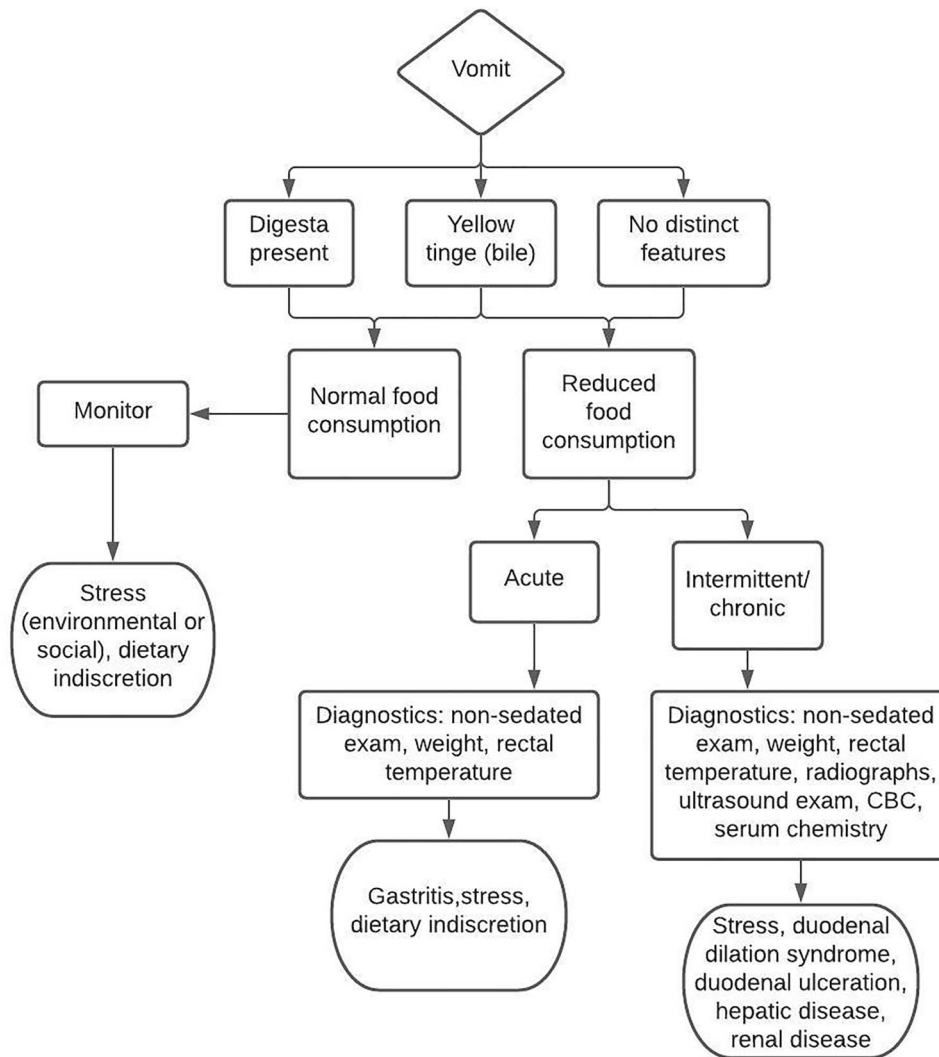 Vomit
Digesta
present
Yellow
tinge (bile)
No distinct
features
Monitor
Normal food
consumption
Reduced
food
consumption
Acute
Intermittent/
chronic
Stress
(environmental or
social), dietary
indiscretion
Diagnostics: non-sedated
exam, weight, rectal
temperature
Diagnostics: non-sedated
exam, weight, rectal
temperature, radiographs,
ultrasound exam, CBC,
serum chemistry
Gastritis,stress,
dietary indiscretion
Stress, duodenal
dilation syndrome,
duodenal ulceration,
hepatic disease,
renal disease